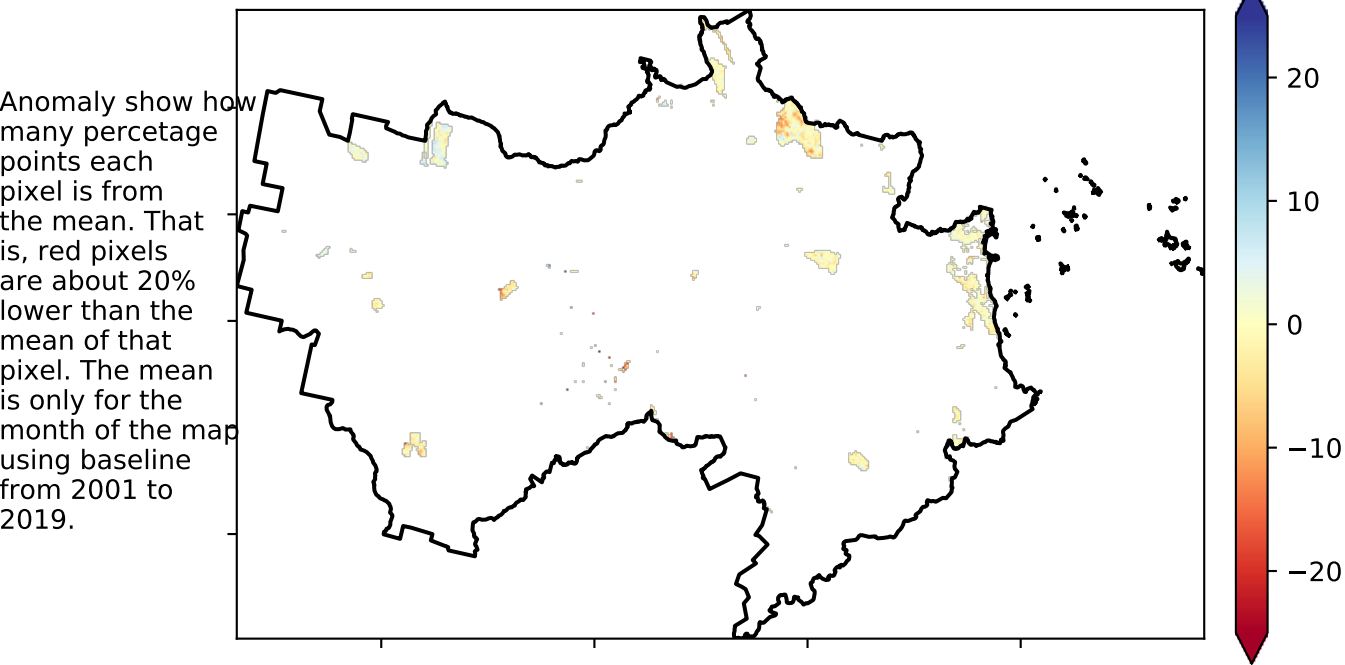 Anomaly show how
many percetage
points each
pixel is from
the mean. That
is, red pixels
are about 20%
lower than the
mean of that
pixel. The mean
is only for the
month of the map
using baseline
from 2001 to
2019.
20
10
0
−10
−20